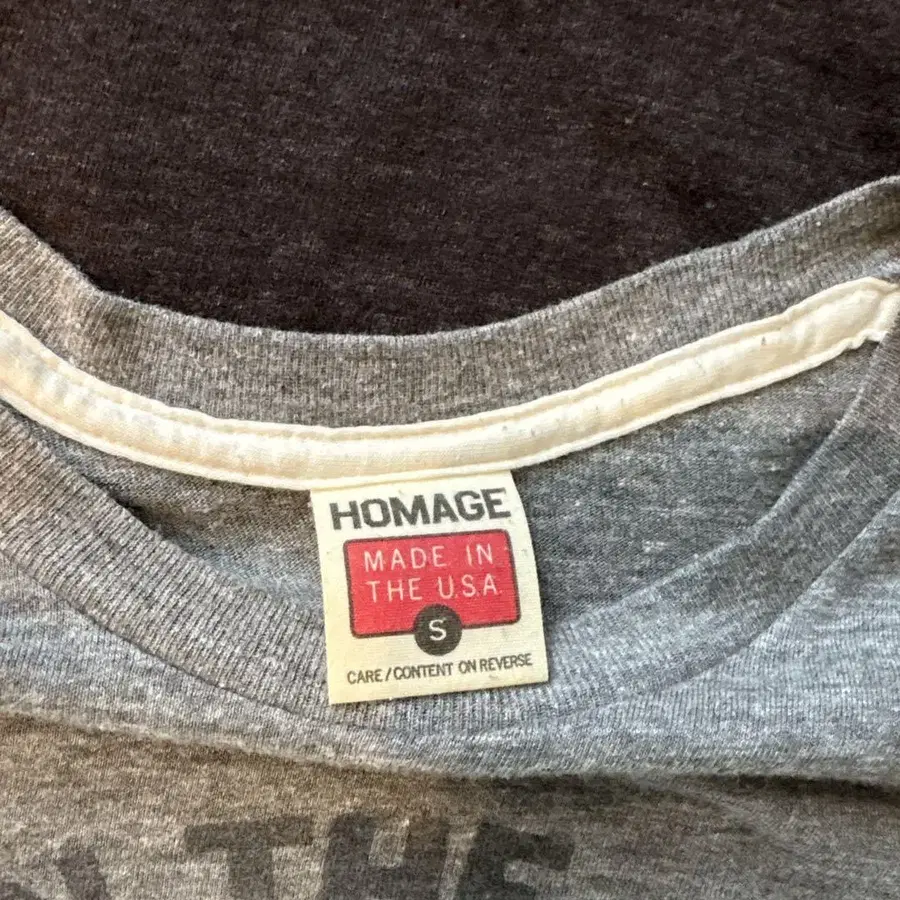 HOMAGE
MADE IN
THE U.S.A.
S
CARE/CONTENT ON REVERSE
THE